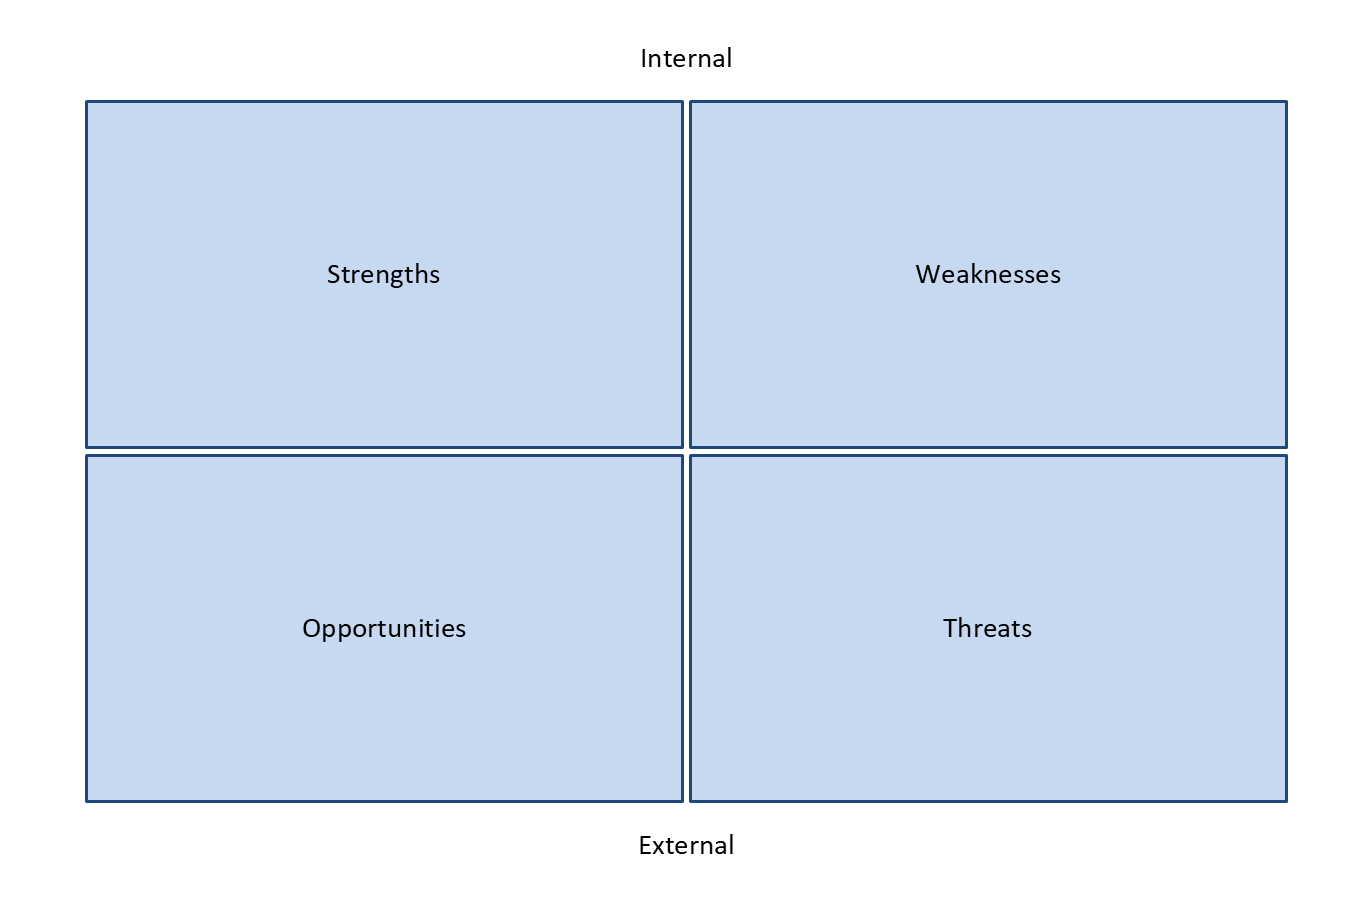 Internal
Strengths
Weaknesses
Opportunities
Threats
External